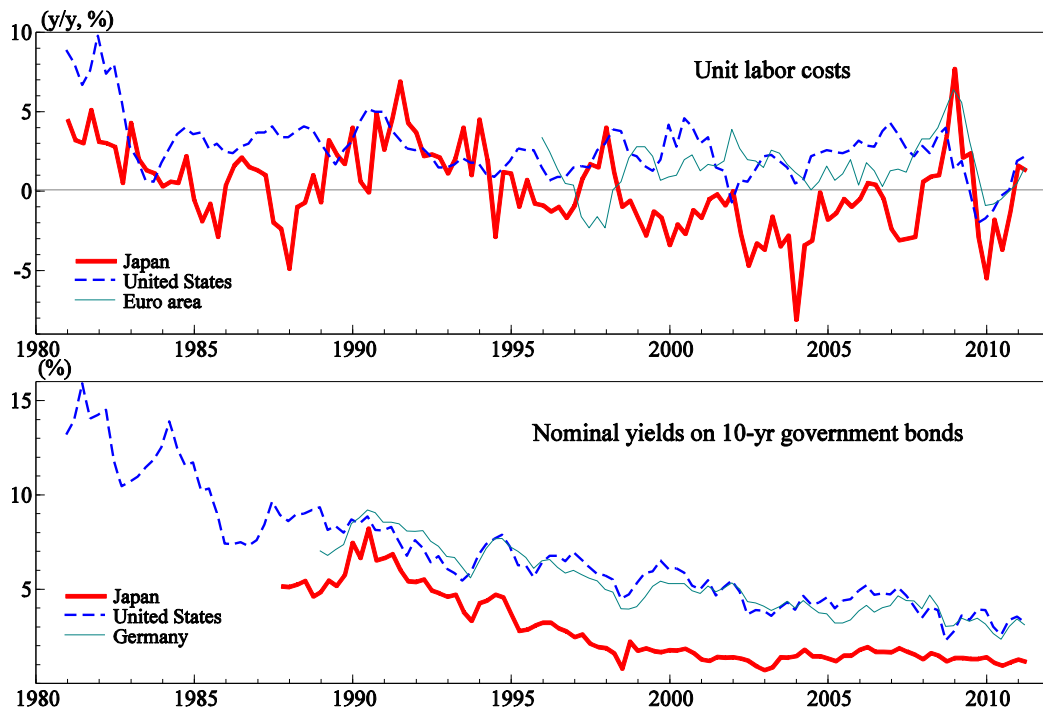 (y/y, %)
10
Unit labor costs
5
0
-5
Japan
United States
Euro area
1980 1985 1990 1995 2000 2005 2010
(%)
15
Nominal yields on 10-yr government bonds
10
5
Japan
United States
Germany
1980 1985 1990 1995 2000 2005 2010